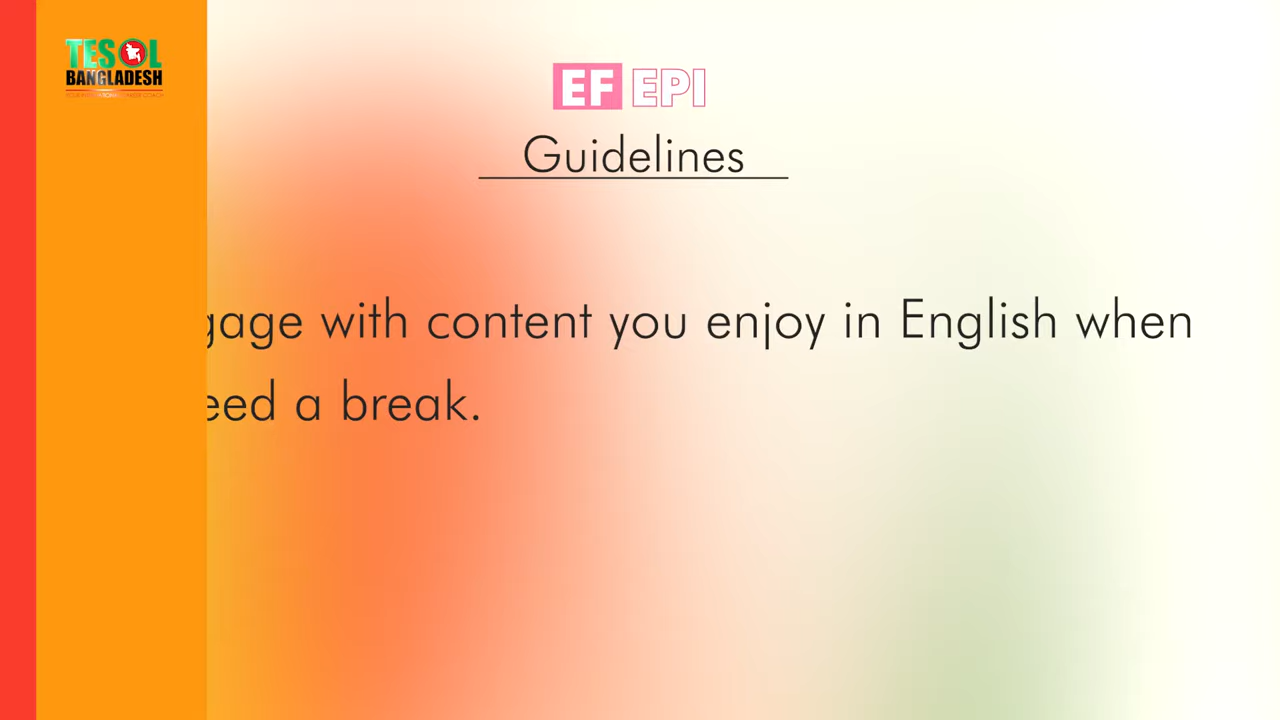 TESOL
BANGLADESH
EF EPI
Guidelines
gage with content you enjoy in English when
eed a break.